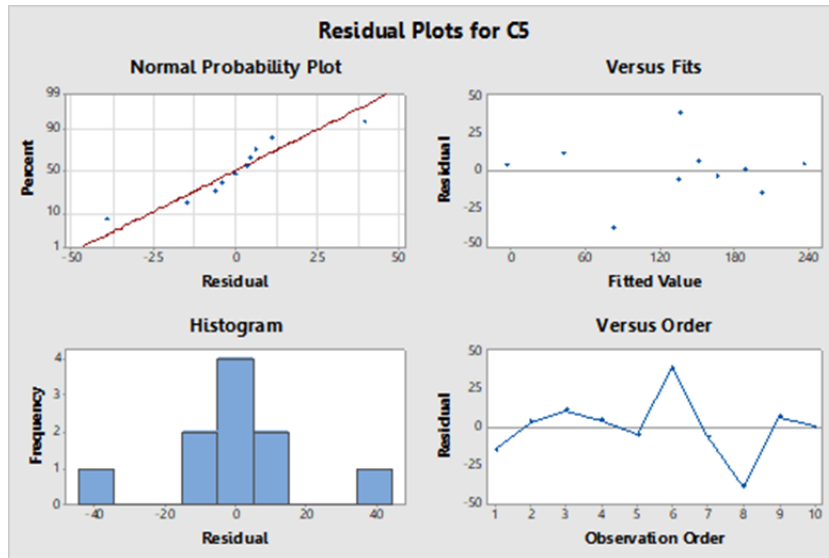 Residual Plots for C5
Normal Probability Plot
99
90
50
10
1
Percent
-50 -25 0 25 50
Residual
Versus Fits
50
25
0
-25
-50
Residual
0 60 120 180 240
Fitted Value
Histogram
4
3
2
1
0
Frequency
-40 -20 0 20 40
Residual
Versus Order
50
25
0
-25
-50
Residual
1 2 3 4 5 6 7 8 9 10
Observation Order